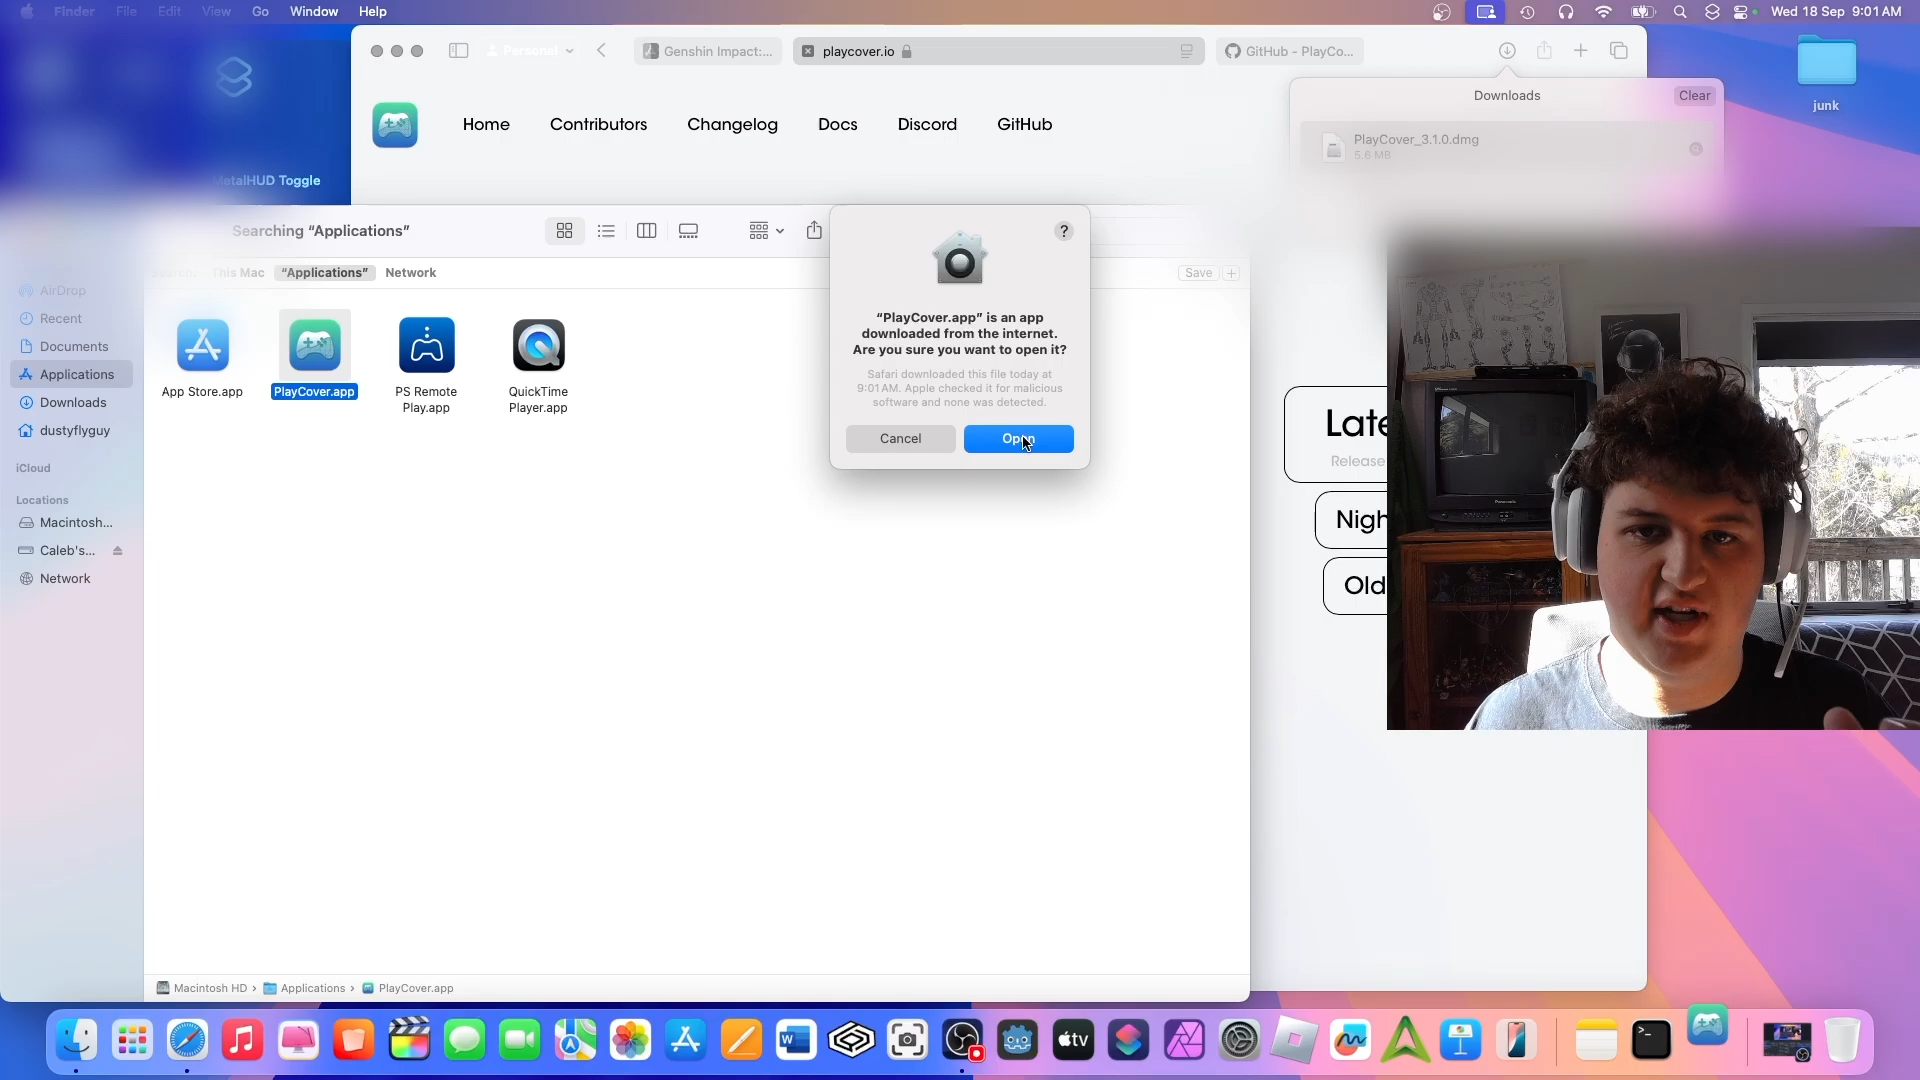 Finder File Edit View Go Window Help
Wed 18 Sep 9:01 AM
Personal
Genshin Impact:...
playcover.io
GitHub - PlayCo...
MetalHUD Toggle
Home Contributors Changelog Docs Discord GitHub
Downloads
Clear
PlayCover_3.1.0.dmg
5.6 MB
junk
Searching “Applications”
This Mac “Applications” Network
Save
AirDrop
Recent
Documents
Applications
Downloads
dustyflyguy
iCloud
Locations
Macintosh...
Caleb's...
Network
App Store.app
PlayCover.app
PS Remote
Play.app
QuickTime
Player.app
?
“PlayCover.app” is an app
downloaded from the internet.
Are you sure you want to open it?
Safari downloaded this file today at
9:01 AM. Apple checked it for malicious
software and none was detected.
Cancel
Open
Late
Release
Nigh
Old
Panasonic
Macintosh HD › Applications › PlayCover.app
tv
W
>_